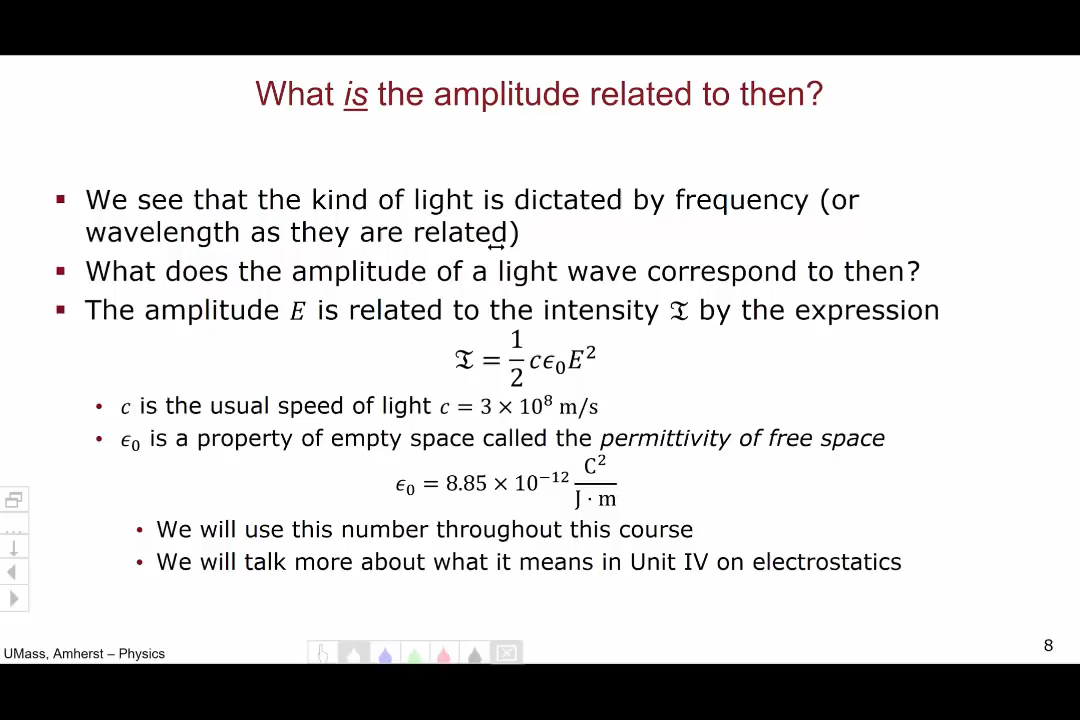 What is the amplitude related to then?
▪ We see that the kind of light is dictated by frequency (or
wavelength as they are related)
▪ What does the amplitude of a light wave correspond to then?
▪ The amplitude 𝐸 is related to the intensity 𝔗 by the expression
𝔗 = 1/2 𝑐𝜖₀𝐸²
• 𝑐 is the usual speed of light 𝑐 = 3 × 10⁸ m/s
• 𝜖₀ is a property of empty space called the permittivity of free space
𝜖₀ = 8.85 × 10⁻¹² C²/(J · m)
• We will use this number throughout this course
• We will talk more about what it means in Unit IV on electrostatics
UMass, Amherst – Physics
8